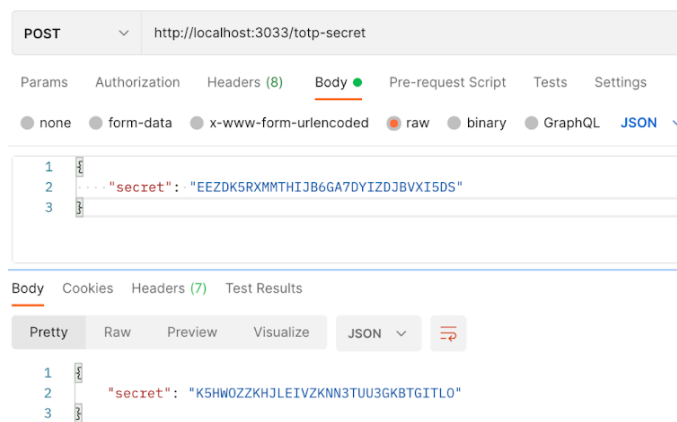 POST http://localhost:3033/totp-secret
Params Authorization Headers (8) Body Pre-request Script Tests Settings
none form-data x-www-form-urlencoded raw binary GraphQL JSON
1 {
2 "secret": "EEZDK5RXMMTHIJB6GA7DYIZDJBVXI5DS"
3 }
Body Cookies Headers (7) Test Results
Pretty Raw Preview Visualize JSON
1 {
2 "secret": "K5HWOZZKHJLEIVZKNN3TUU3GKBTGITLO"
3 }